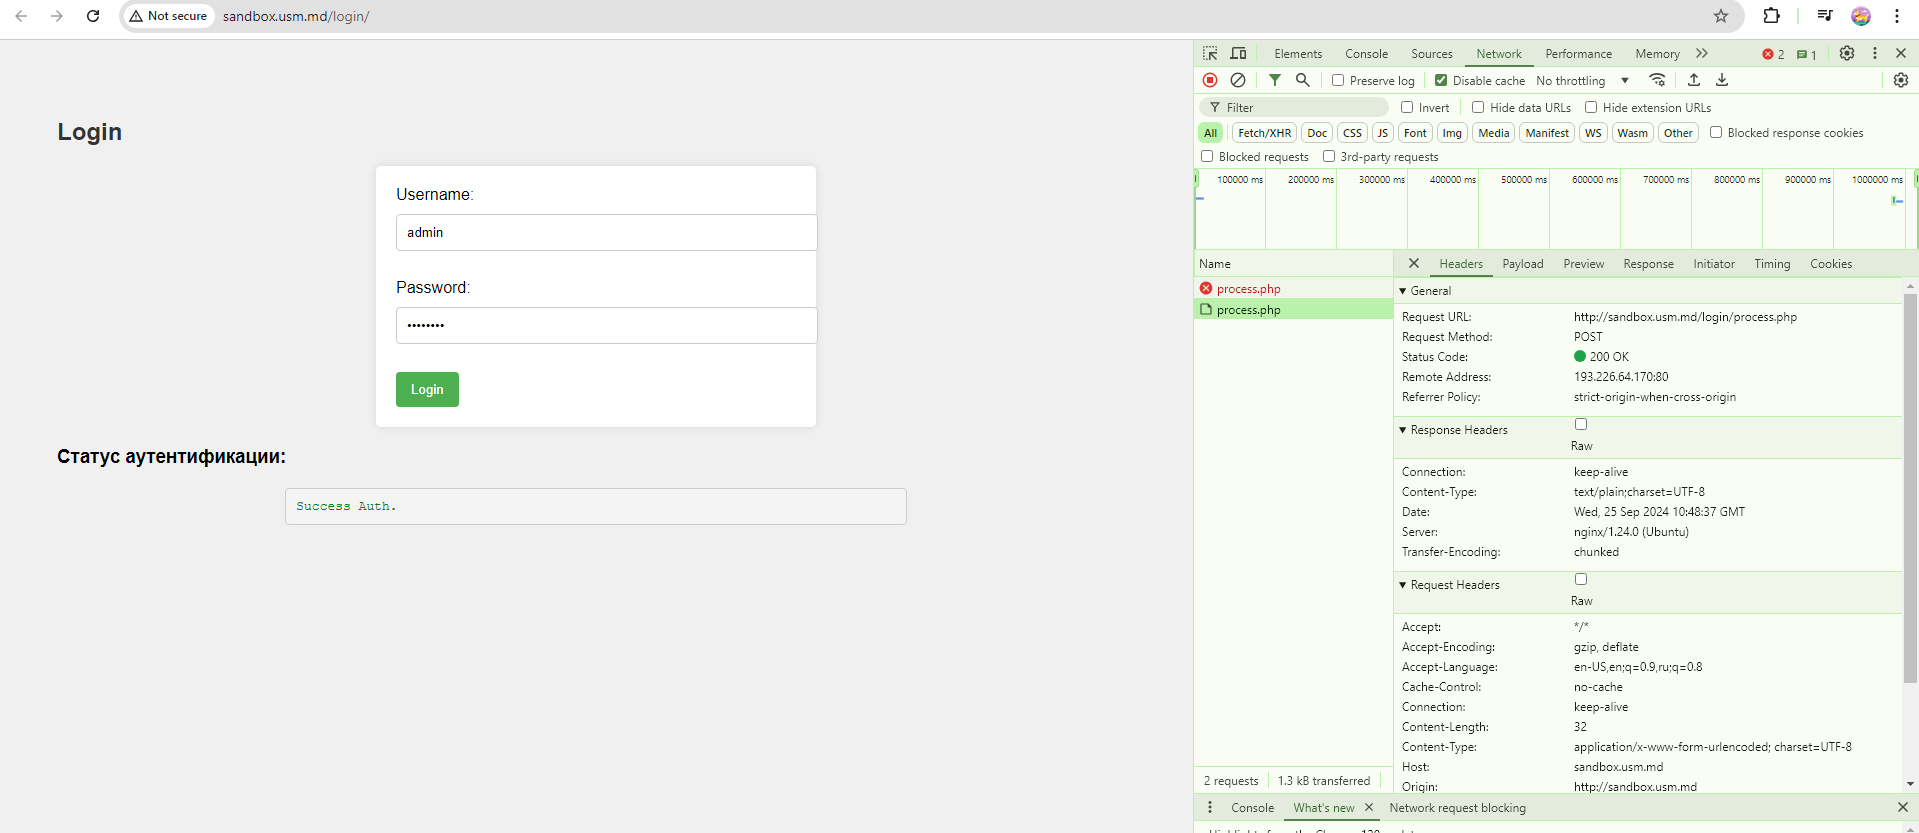 Not secure sandbox.usm.md/login/
Login
Username:
admin
Password:
••••••••
Login
Статус аутентификации:
Success Auth.
Elements Console Sources Network Performance Memory 2 1
Preserve log Disable cache No throttling
Filter Invert Hide data URLs Hide extension URLs
All Fetch/XHR Doc CSS JS Font Img Media Manifest WS Wasm Other Blocked response cookies
Blocked requests 3rd-party requests
100000 ms 200000 ms 300000 ms 400000 ms 500000 ms 600000 ms 700000 ms 800000 ms 900000 ms 1000000 ms
Name
process.php
process.php
Headers Payload Preview Response Initiator Timing Cookies
General
Request URL: http://sandbox.usm.md/login/process.php
Request Method: POST
Status Code: 200 OK
Remote Address: 193.226.64.170:80
Referrer Policy: strict-origin-when-cross-origin
Response Headers
Raw
Connection: keep-alive
Content-Type: text/plain;charset=UTF-8
Date: Wed, 25 Sep 2024 10:48:37 GMT
Server: nginx/1.24.0 (Ubuntu)
Transfer-Encoding: chunked
Request Headers
Raw
Accept: */*
Accept-Encoding: gzip, deflate
Accept-Language: en-US,en;q=0.9,ru;q=0.8
Cache-Control: no-cache
Connection: keep-alive
Content-Length: 32
Content-Type: application/x-www-form-urlencoded; charset=UTF-8
Host: sandbox.usm.md
Origin: http://sandbox.usm.md
2 requests 1.3 kB transferred
Console What's new Network request blocking